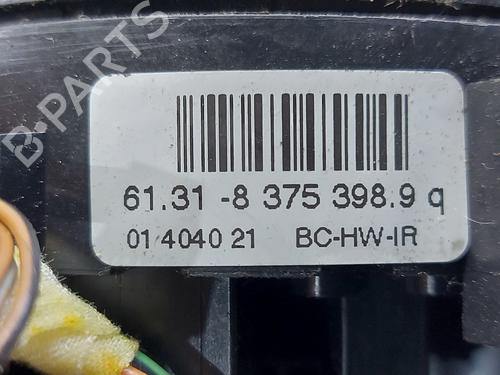 B-PARTS
61.31 -8 375 398.9 q
01 4040 21 BC-HW-IR